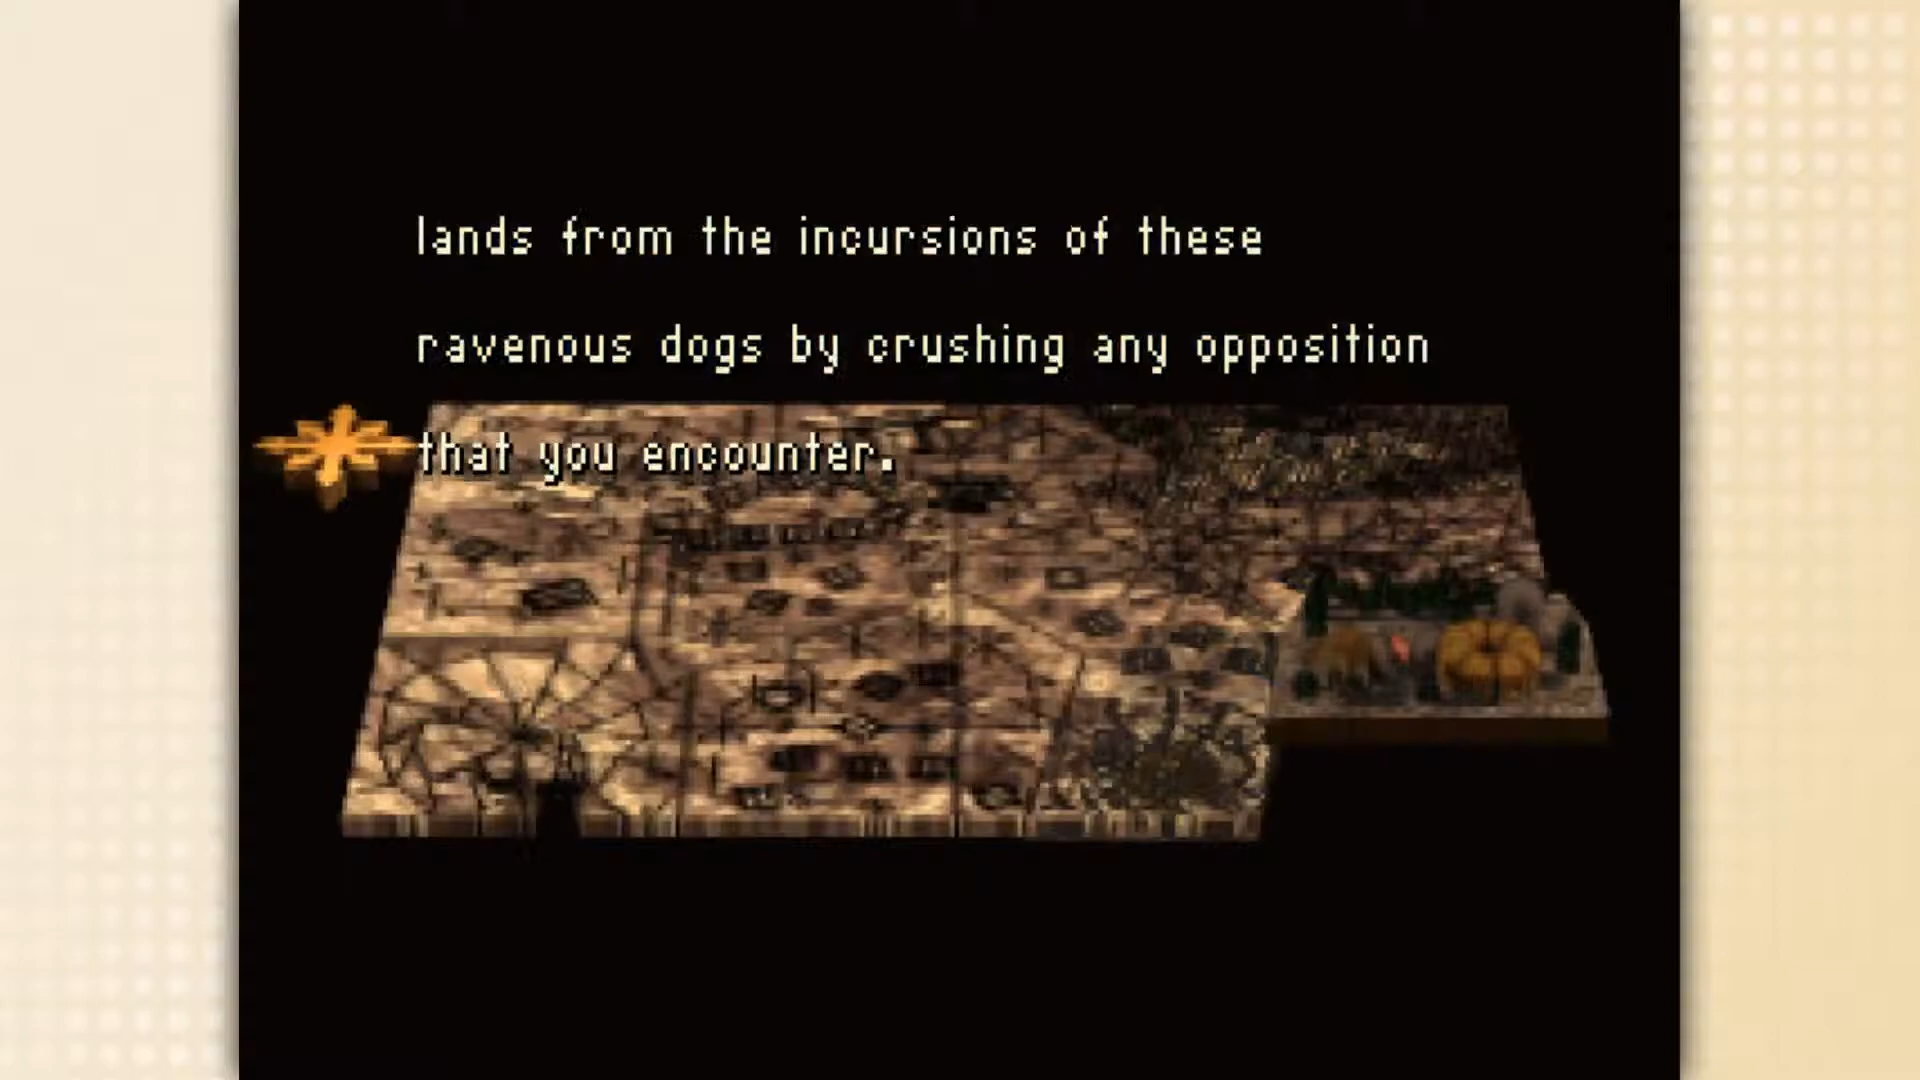 lands from the incursions of these
ravenous dogs by crushing any opposition
that you encounter.